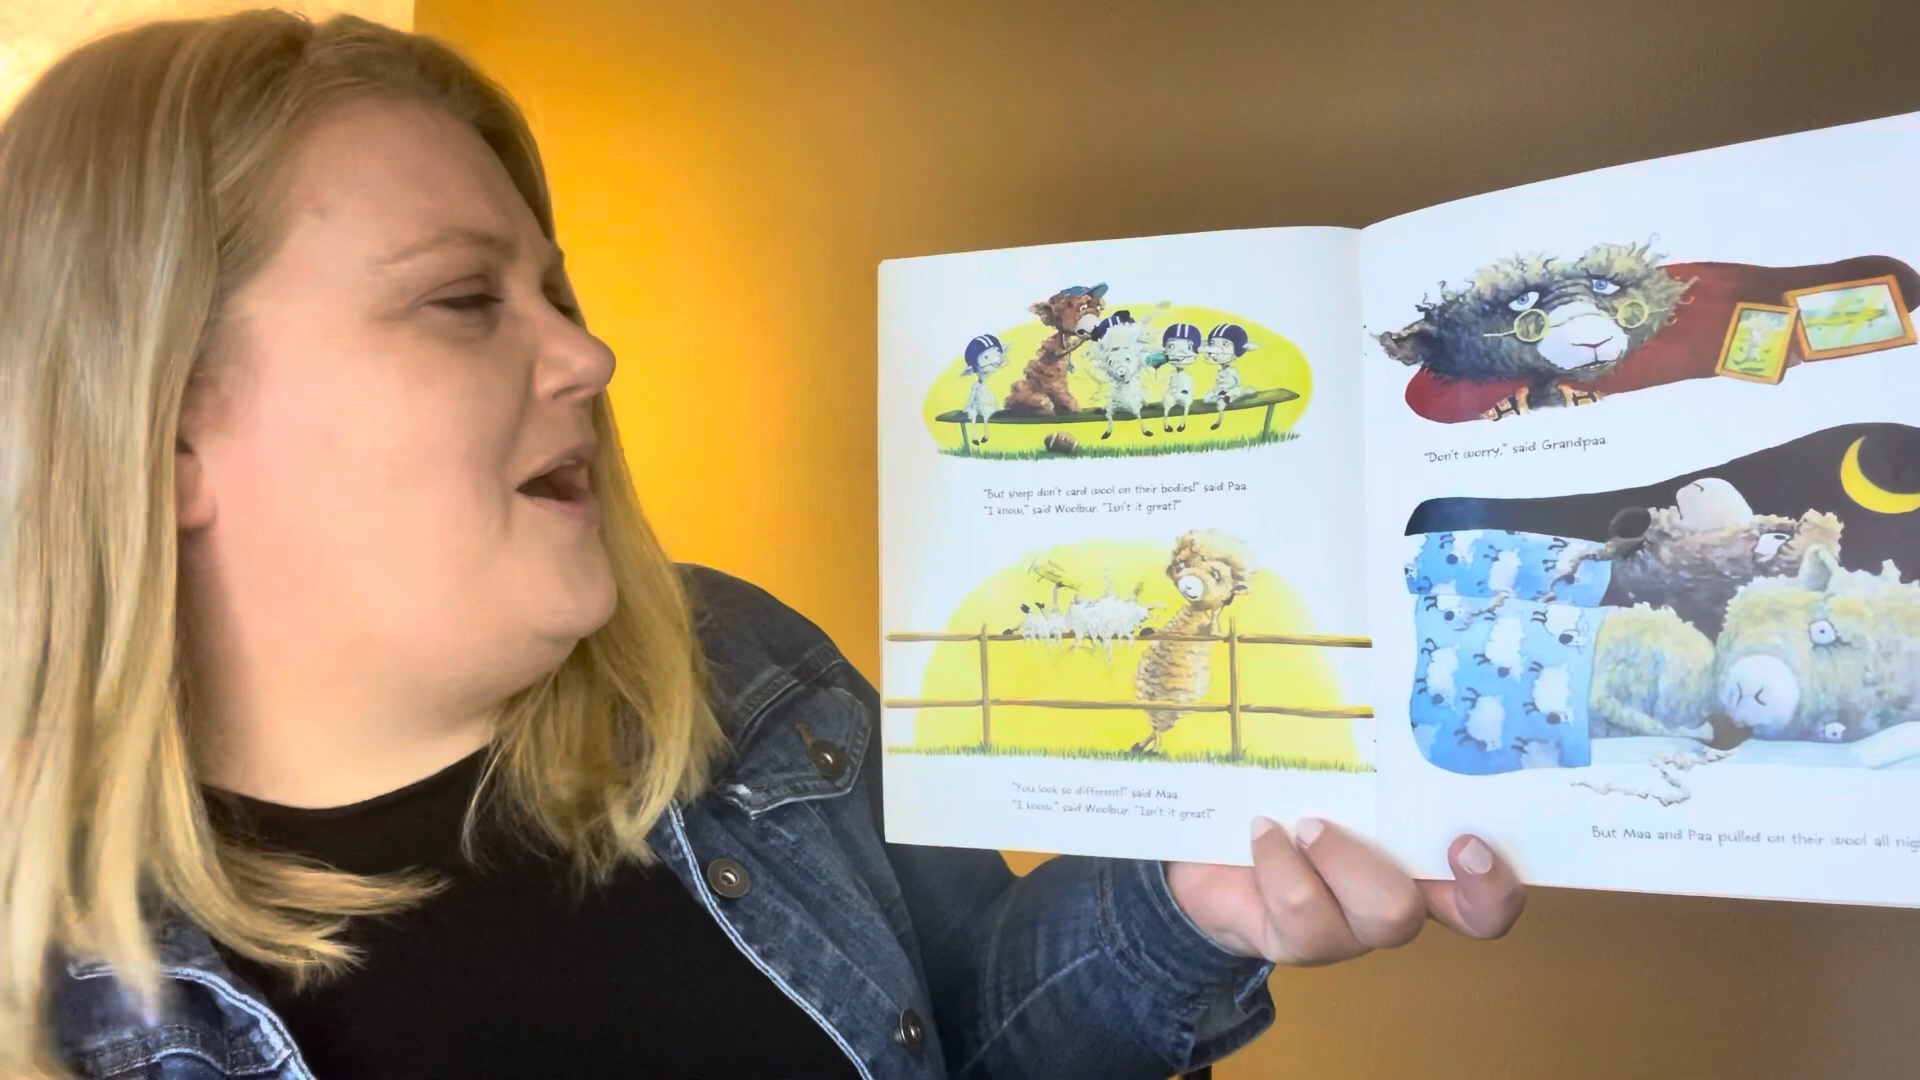 "But sheep don't card wool on their bodies!" said Paa.
"I know," said Woolbur. "Isn't it great?"
"You look so different!" said Maa.
"I know," said Woolbur. "Isn't it great?"
"Don't worry," said Grandpaa.
But Maa and Paa pulled on their wool all